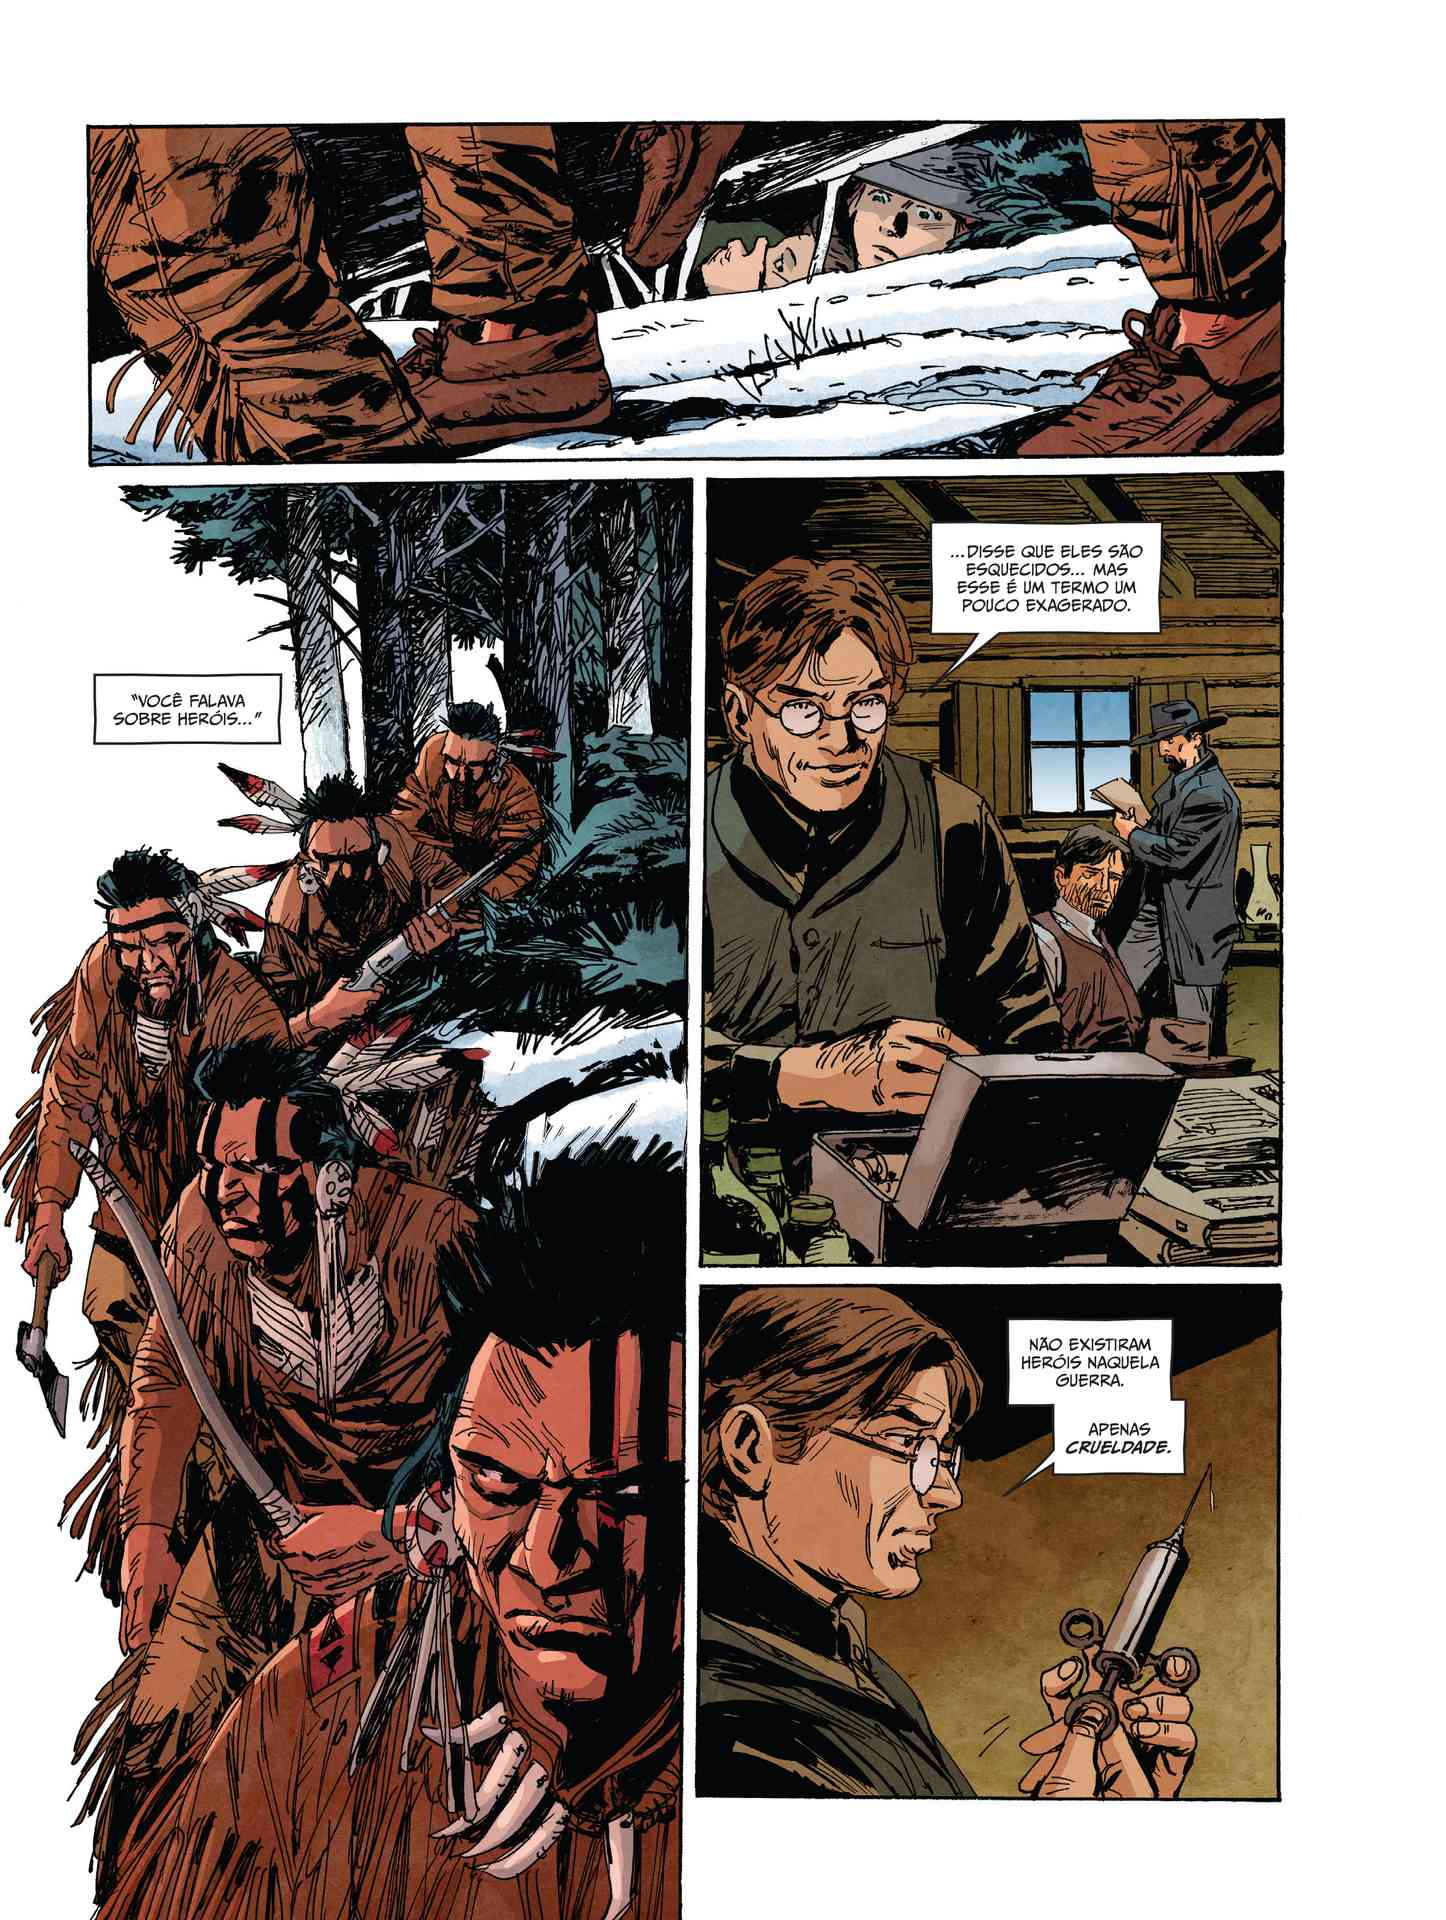 "VOCÊ FALAVA
SOBRE HERÓIS..."
...DISSE QUE ELES SÃO
ESQUECIDOS... MAS
ESSE É UM TERMO UM
POUCO EXAGERADO.
NÃO EXISTIRAM
HERÓIS NAQUELA
GUERRA.
APENAS
CRUELDADE.